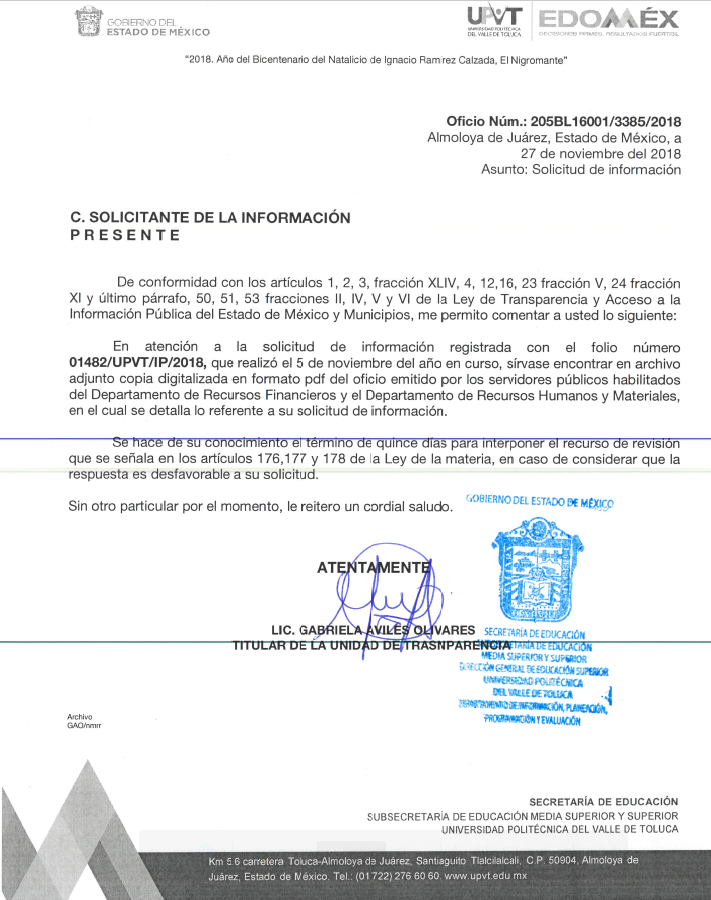 GOBIERNO DEL
ESTADO DE MÉXICO
UPVT
UNIVERSIDAD POLITÉCNICA
DEL VALLE DE TOLUCA
EDOMÉX
DECISIONES FIRMES, RESULTADOS FUERTES.
"2018. Año del Bicentenario del Natalicio de Ignacio Ramírez Calzada, El Nigromante"
Oficio Núm.: 205BL16001/3385/2018
Almoloya de Juárez, Estado de México, a
27 de noviembre del 2018
Asunto: Solicitud de información
C. SOLICITANTE DE LA INFORMACIÓN
P R E S E N T E
De conformidad con los artículos 1, 2, 3, fracción XLIV, 4, 12,16, 23 fracción V, 24 fracción
XI y último párrafo, 50, 51, 53 fracciones II, IV, V y VI de la Ley de Transparencia y Acceso a la
Información Pública del Estado de México y Municipios, me permito comentar a usted lo siguiente:
En atención a la solicitud de información registrada con el folio número
01482/UPVT/IP/2018, que realizó el 5 de noviembre del año en curso, sírvase encontrar en archivo
adjunto copia digitalizada en formato pdf del oficio emitido por los servidores públicos habilitados
del Departamento de Recursos Financieros y el Departamento de Recursos Humanos y Materiales,
en el cual se detalla lo referente a su solicitud de información.
Se hace de su conocimiento el término de quince días para interponer el recurso de revisión
que se señala en los artículos 176,177 y 178 de la Ley de la materia, en caso de considerar que la
respuesta es desfavorable a su solicitud.
Sin otro particular por el momento, le reitero un cordial saludo.
GOBIERNO DEL ESTADO DE MÉXICO
ATENTAMENTE
LIC. GABRIELA AVILÉS OLIVARES
TITULAR DE LA UNIDAD DE TRASNPARENCIA
SECRETARÍA DE EDUCACIÓN
SECRETARÍA DE EDUCACIÓN
MEDIA SUPERIOR Y SUPERIOR
DIRECCIÓN GENERAL DE EDUCACIÓN SUPERIOR
UNIVERSIDAD POLITÉCNICA
DEL VALLE DE TOLUCA
DEPARTAMENTO DE INFORMACIÓN, PLANEACIÓN,
PROGRAMACIÓN Y EVALUACIÓN
Archivo
GAO/nmrr
SECRETARÍA DE EDUCACIÓN
SUBSECRETARÍA DE EDUCACIÓN MEDIA SUPERIOR Y SUPERIOR
UNIVERSIDAD POLITÉCNICA DEL VALLE DE TOLUCA
Km 5.6 carretera Toluca-Almoloya de Juárez, Santiaguito Tlalcilalcali, C.P. 50904, Almoloya de
Juárez, Estado de México. Tel.: (01 722) 276 60 60. www.upvt.edu.mx